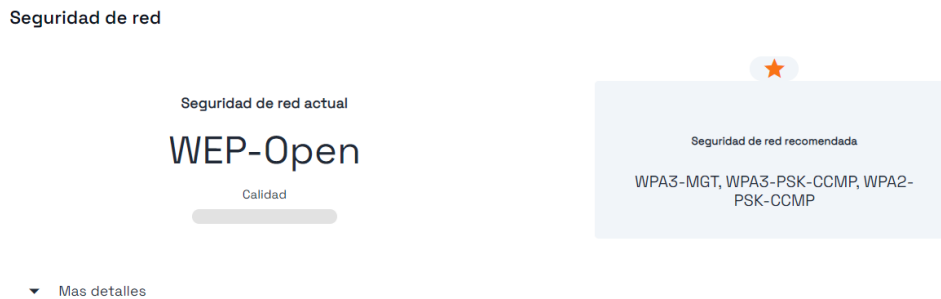 Seguridad de red
Seguridad de red actual
WEP-Open
Calidad
Seguridad de red recomendada
WPA3-MGT, WPA3-PSK-CCMP, WPA2-
PSK-CCMP
Mas detalles